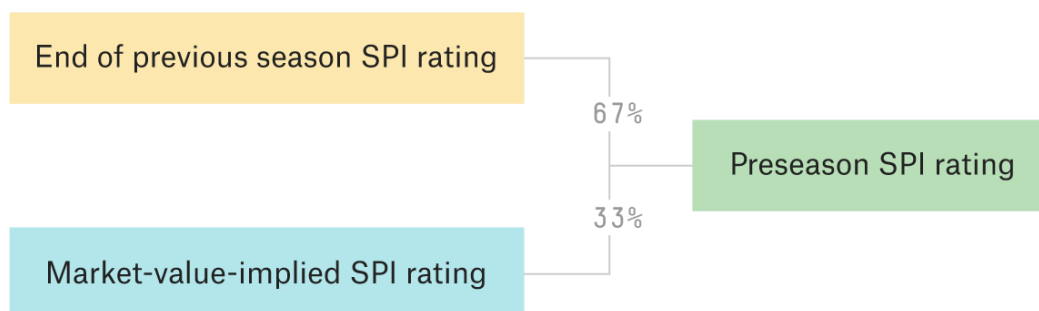 End of previous season SPI rating
67%
Preseason SPI rating
33%
Market-value-implied SPI rating